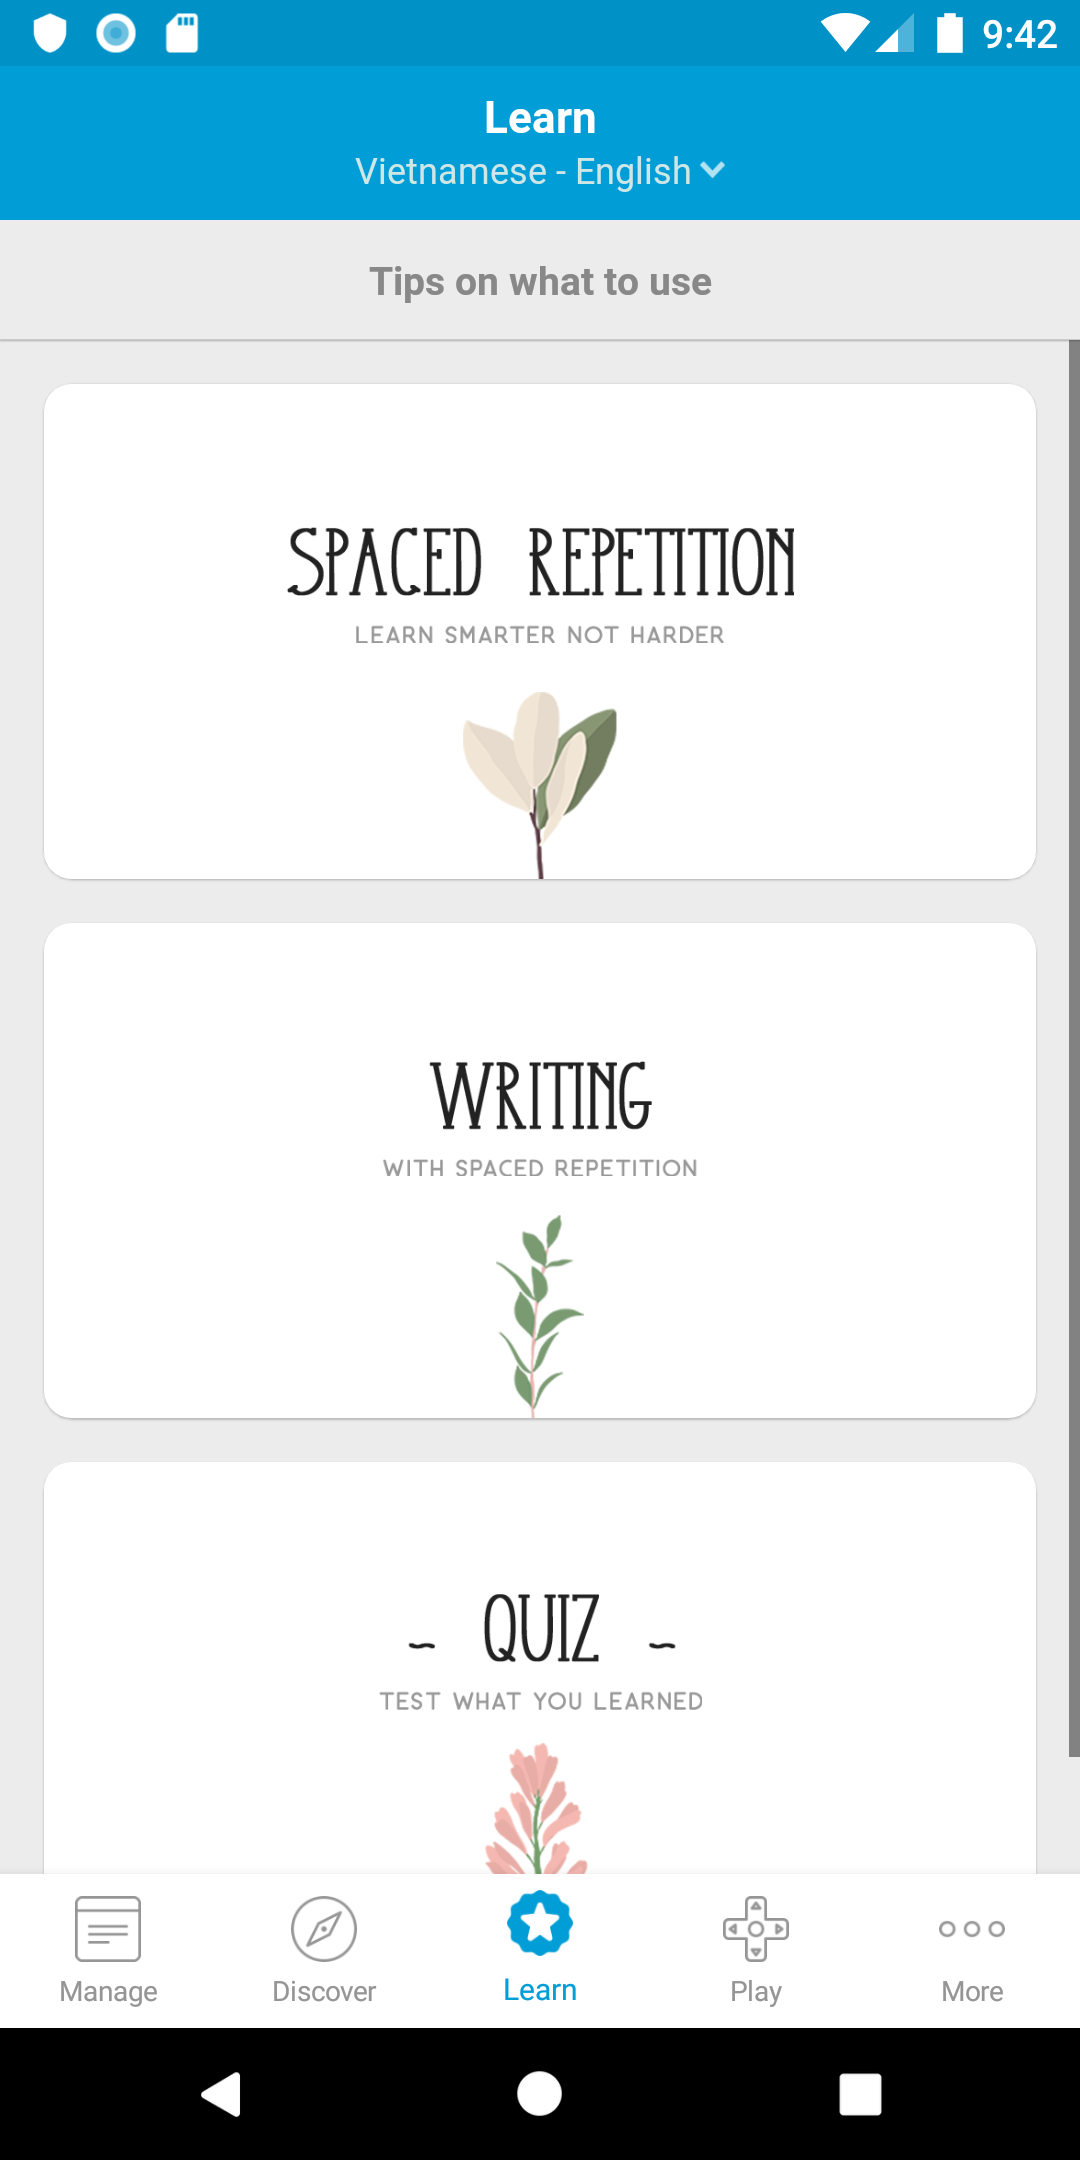 9:42
Learn
Vietnamese - English
Tips on what to use
SPACED REPETITION
LEARN SMARTER NOT HARDER
WRITING
WITH SPACED REPETITION
~ QUIZ ~
TEST WHAT YOU LEARNED
Manage
Discover
Learn
Play
More